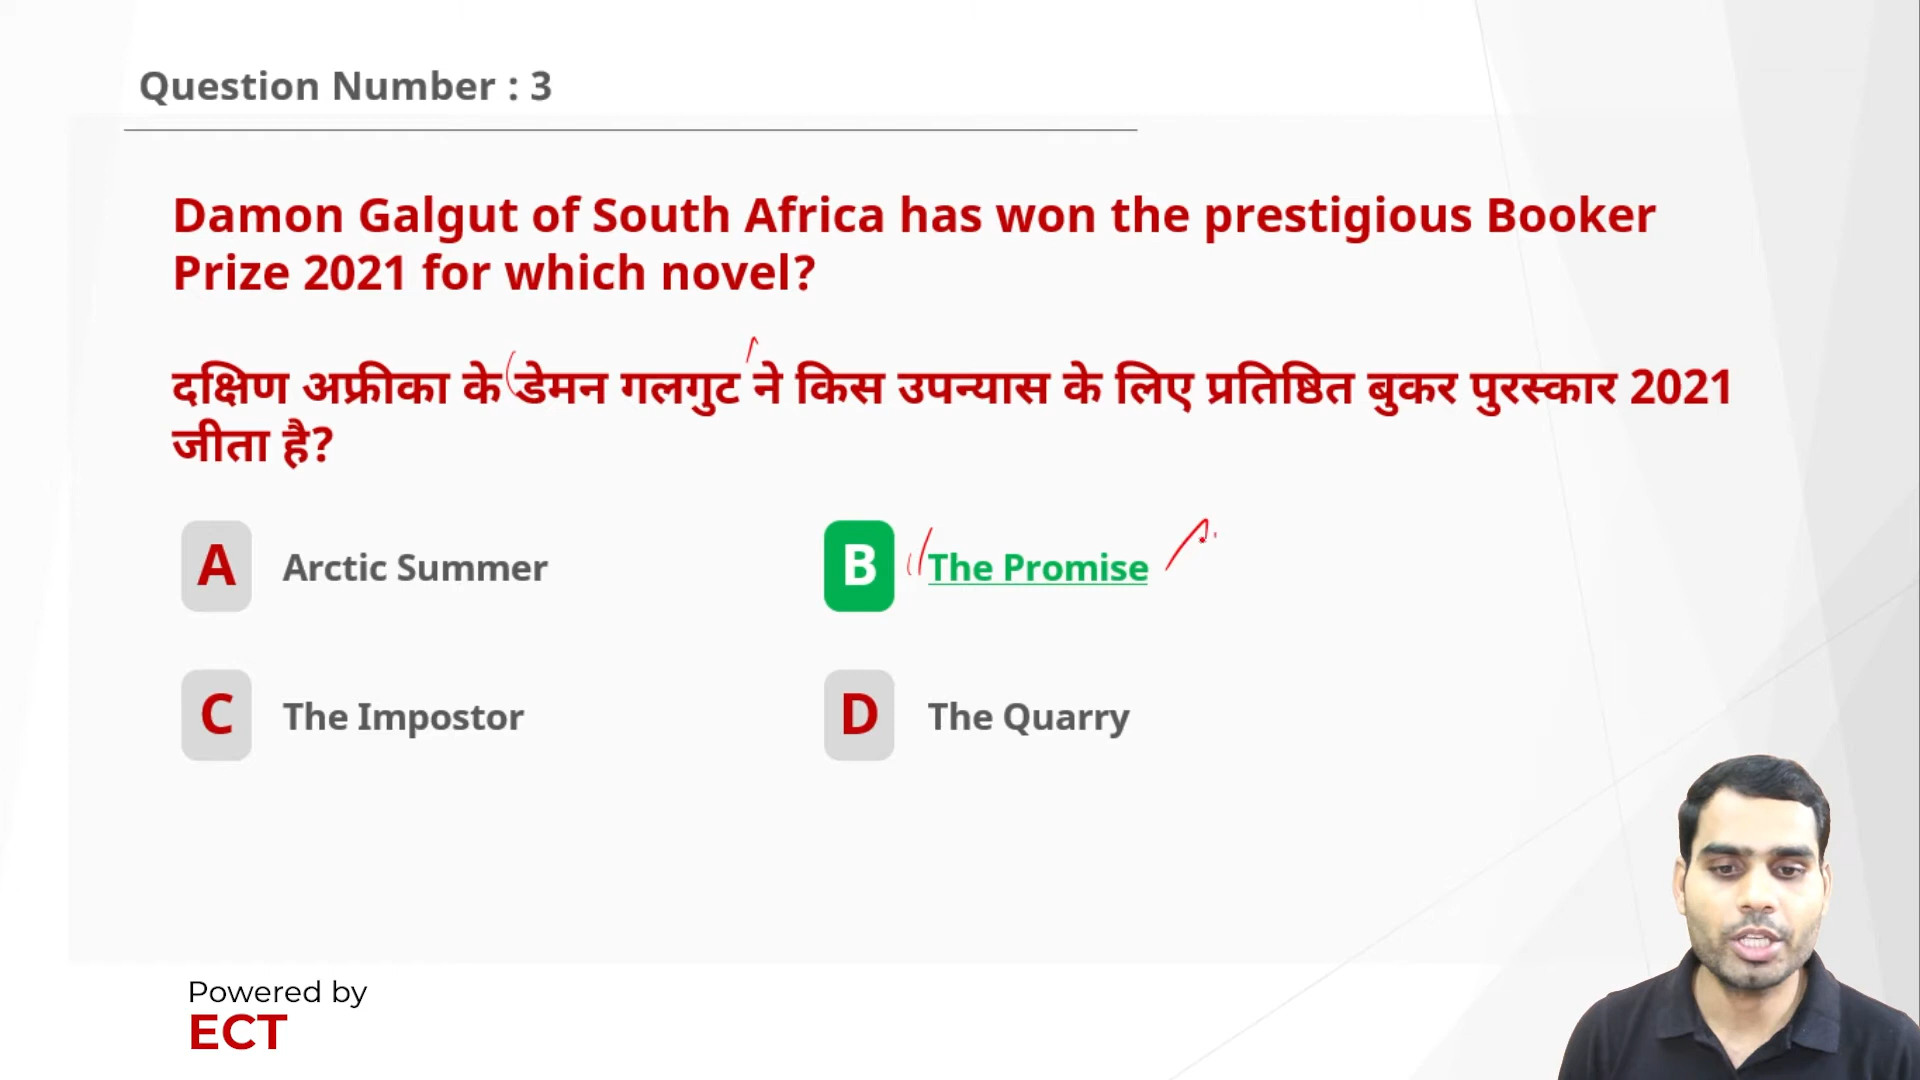 Question Number : 3
Damon Galgut of South Africa has won the prestigious Booker
Prize 2021 for which novel?
दक्षिण अफ्रीका के डेमन गलगुट ने किस उपन्यास के लिए प्रतिष्ठित बुकर पुरस्कार 2021
जीता है?
A Arctic Summer
B The Promise
C The Impostor
D The Quarry
Powered by
ECT